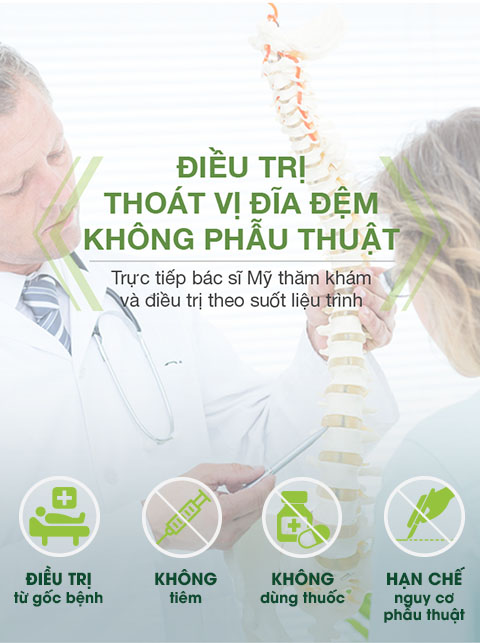 ĐIỀU TRỊ
THOÁT VỊ ĐĨA ĐỆM
KHÔNG PHẪU THUẬT
Trực tiếp bác sĩ Mỹ thăm khám
và điều trị theo suốt liệu trình
ĐIỀU TRỊ
từ gốc bệnh
KHÔNG
tiêm
KHÔNG
dùng thuốc
HẠN CHẾ
nguy cơ
phẫu thuật